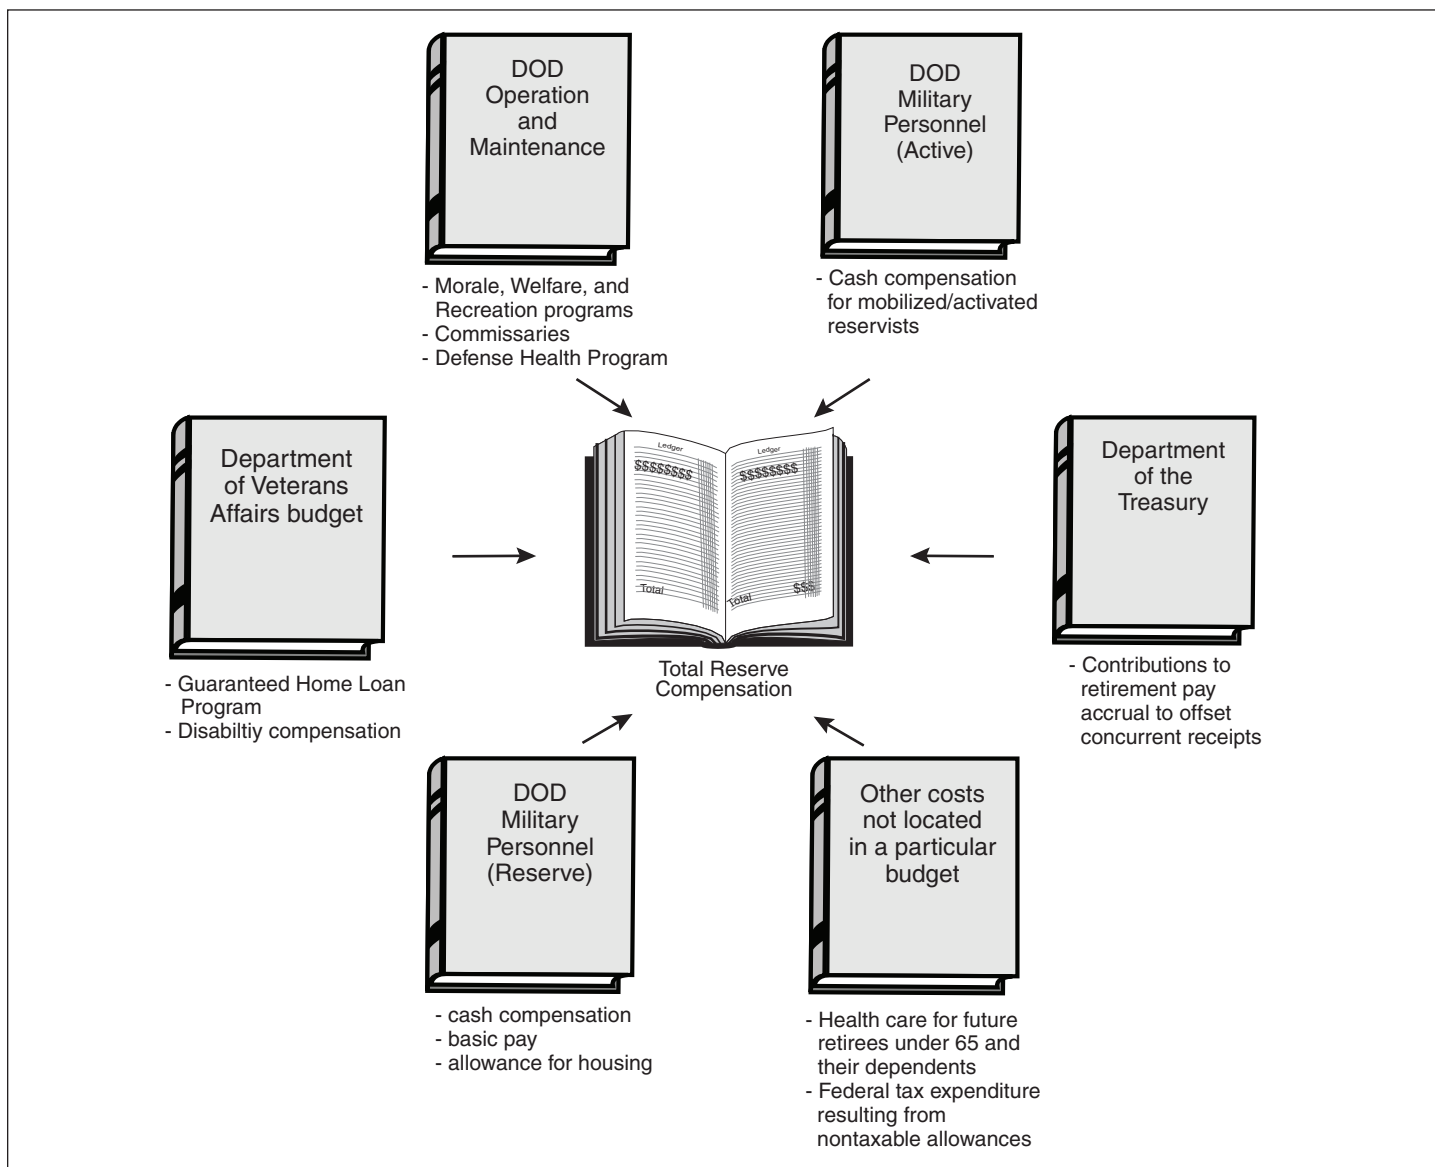 DOD
Operation
and
Maintenance
- Morale, Welfare, and
Recreation programs
- Commissaries
- Defense Health Program
DOD
Military
Personnel
(Active)
- Cash compensation
for mobilized/activated
reservists
Department
of Veterans
Affairs budget
- Guaranteed Home Loan
Program
- Disabiltiy compensation
Ledger
$$$$$$$$
Total
Ledger
$$$$$$$$
Total $$$
Total Reserve
Compensation
Department
of the
Treasury
- Contributions to
retirement pay
accrual to offset
concurrent receipts
DOD
Military
Personnel
(Reserve)
- cash compensation
- basic pay
- allowance for housing
Other costs
not located
in a particular
budget
- Health care for future
retirees under 65 and
their dependents
- Federal tax expenditure
resulting from
nontaxable allowances